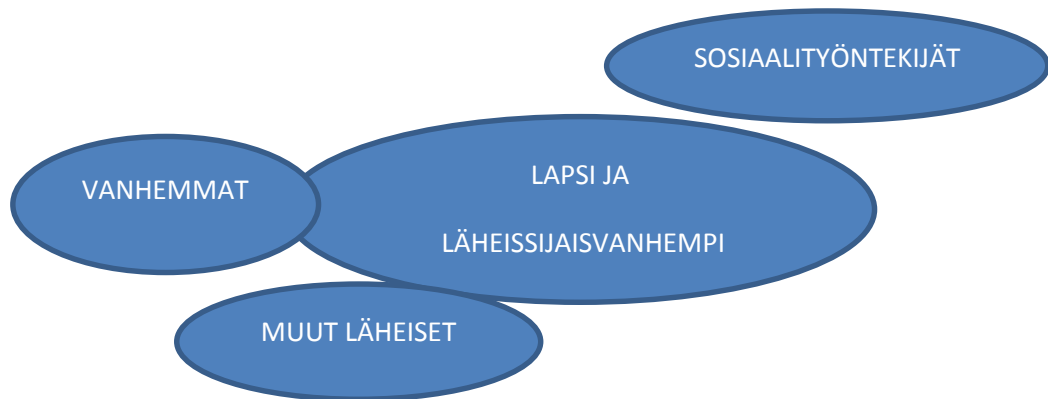 SOSIAALITYÖNTEKIJÄT
VANHEMMAT
LAPSI JA
LÄHEISSIJAISVANHEMPI
MUUT LÄHEISET